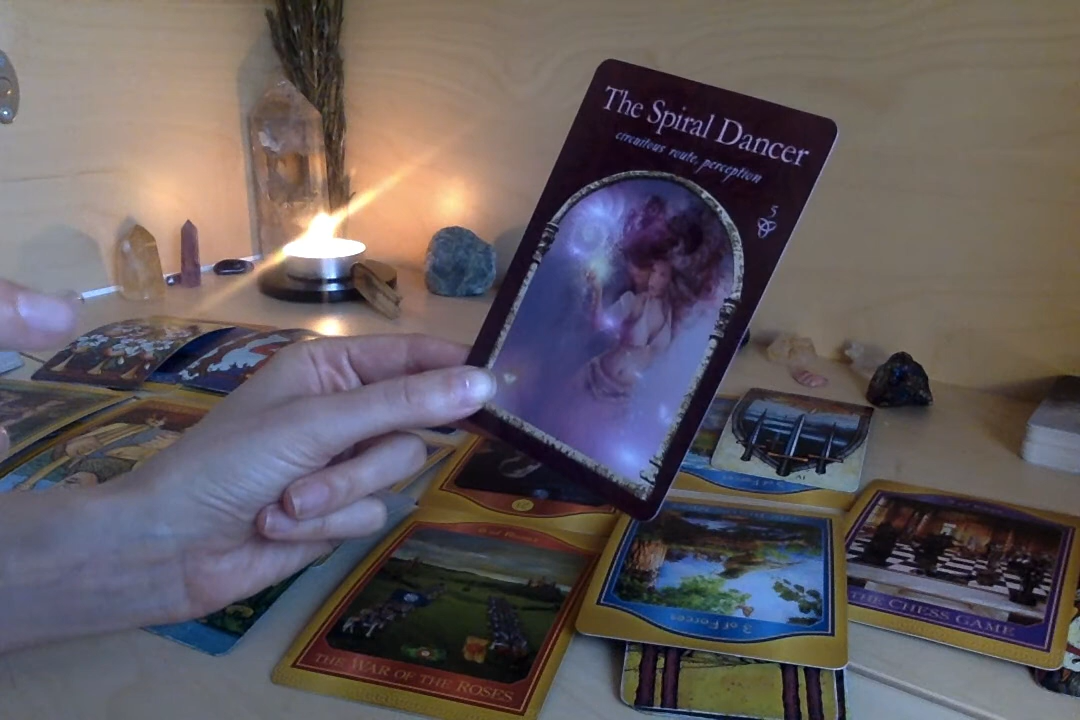 The Spiral Dancer
circuitous route, perception
5
THE WAR OF THE ROSES
3 of Forces
THE CHESS GAME